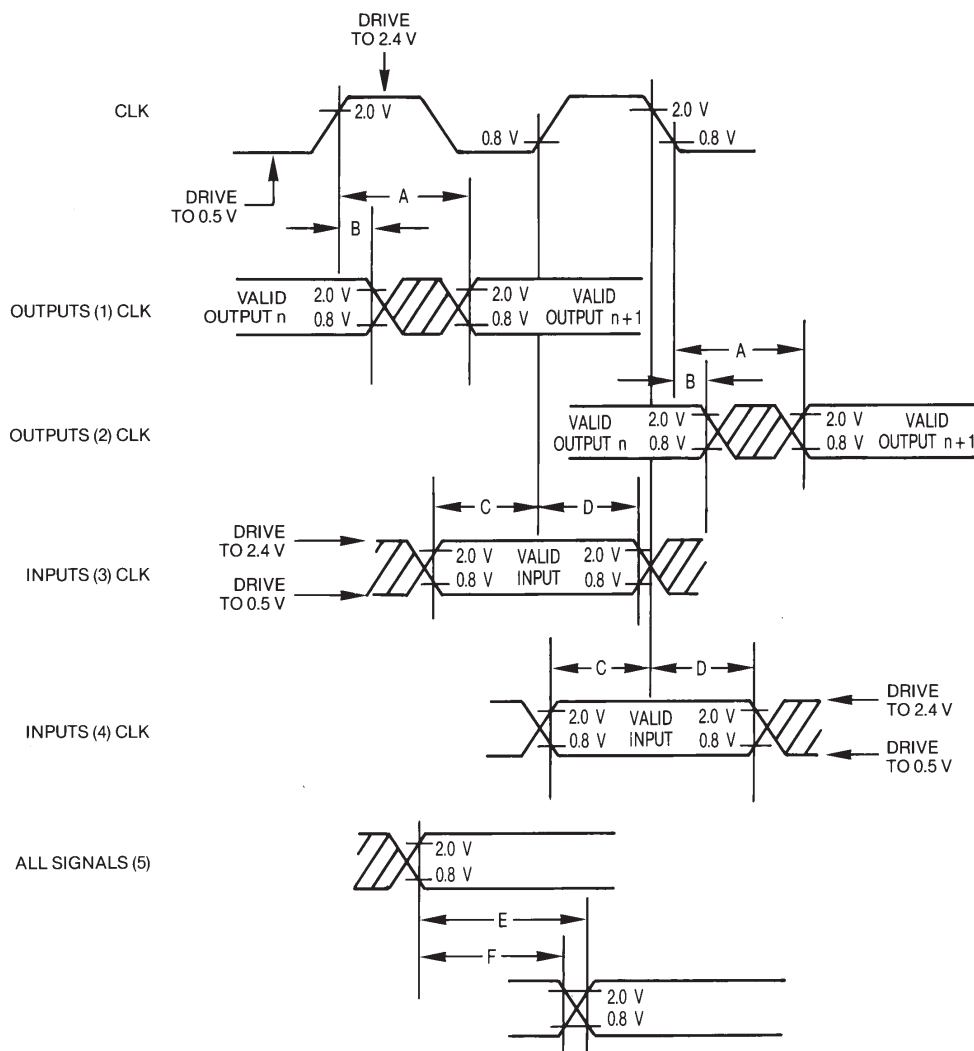 DRIVE
TO 2.4 V
CLK
2.0 V
2.0 V
0.8 V
0.8 V
DRIVE
TO 0.5 V
A
B
OUTPUTS (1) CLK
VALID
OUTPUT n
2.0 V
0.8 V
2.0 V
0.8 V
VALID
OUTPUT n+1
A
B
OUTPUTS (2) CLK
VALID
OUTPUT n
2.0 V
0.8 V
2.0 V
0.8 V
VALID
OUTPUT n+1
C
D
DRIVE
TO 2.4 V
INPUTS (3) CLK
DRIVE
TO 0.5 V
2.0 V
0.8 V
VALID
INPUT
2.0 V
0.8 V
C
D
INPUTS (4) CLK
2.0 V
0.8 V
VALID
INPUT
2.0 V
0.8 V
DRIVE
TO 2.4 V
DRIVE
TO 0.5 V
ALL SIGNALS (5)
2.0 V
0.8 V
E
F
2.0 V
0.8 V